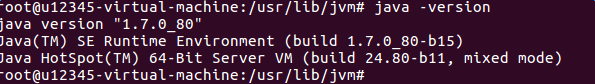 root@u12345-virtual-machine:/usr/lib/jvm# java -version
java version "1.7.0_80"
Java(TM) SE Runtime Environment (build 1.7.0_80-b15)
Java HotSpot(TM) 64-Bit Server VM (build 24.80-b11, mixed mode)
root@u12345-virtual-machine:/usr/lib/jvm#